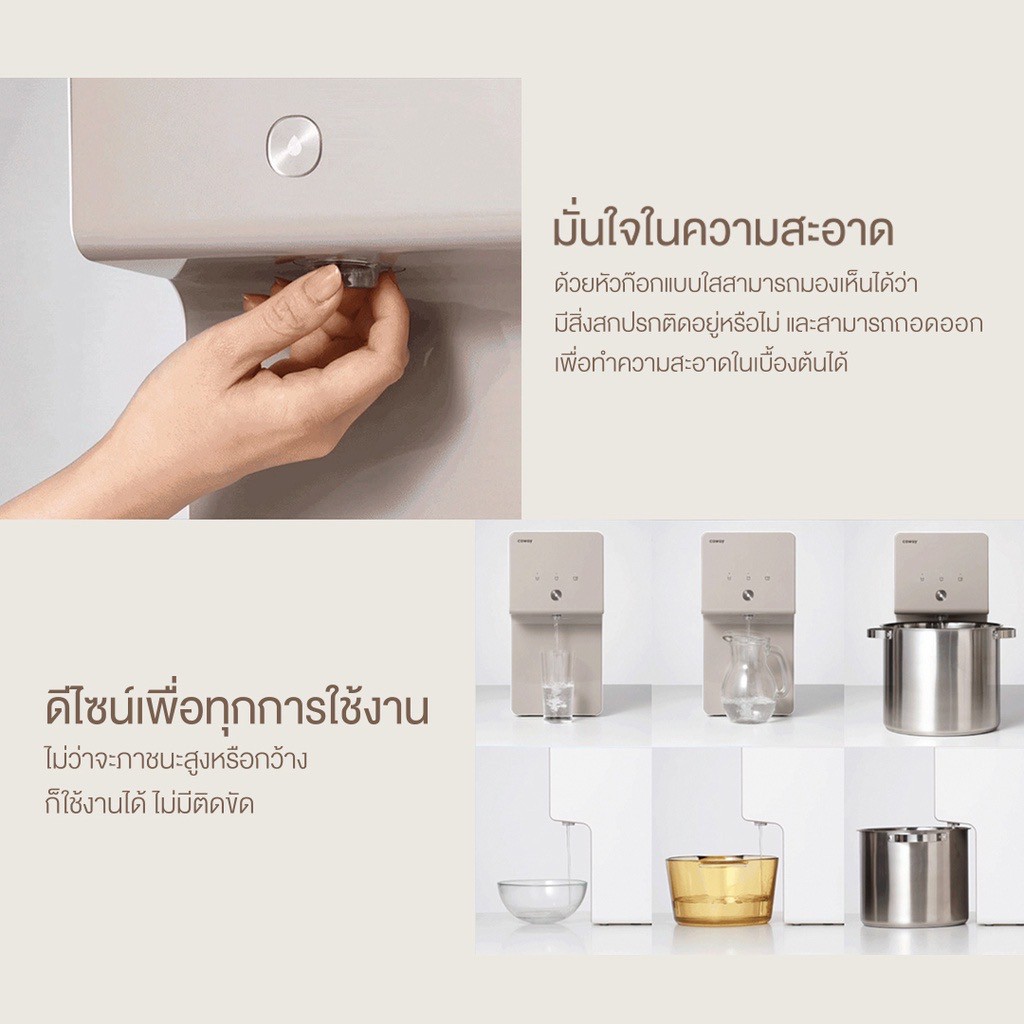 มั่นใจในความสะอาด
ด้วยหัวก๊อกแบบใสสามารถมองเห็นได้ว่า
มีสิ่งสกปรกติดอยู่หรือไม่ และสามารถถอดออก
เพื่อทำความสะอาดในเบื้องต้นได้
coway
coway
coway
ดีไซน์เพื่อทุกการใช้งาน
ไม่ว่าจะภาชนะสูงหรือกว้าง
ก็ใช้งานได้ ไม่มีติดขัด